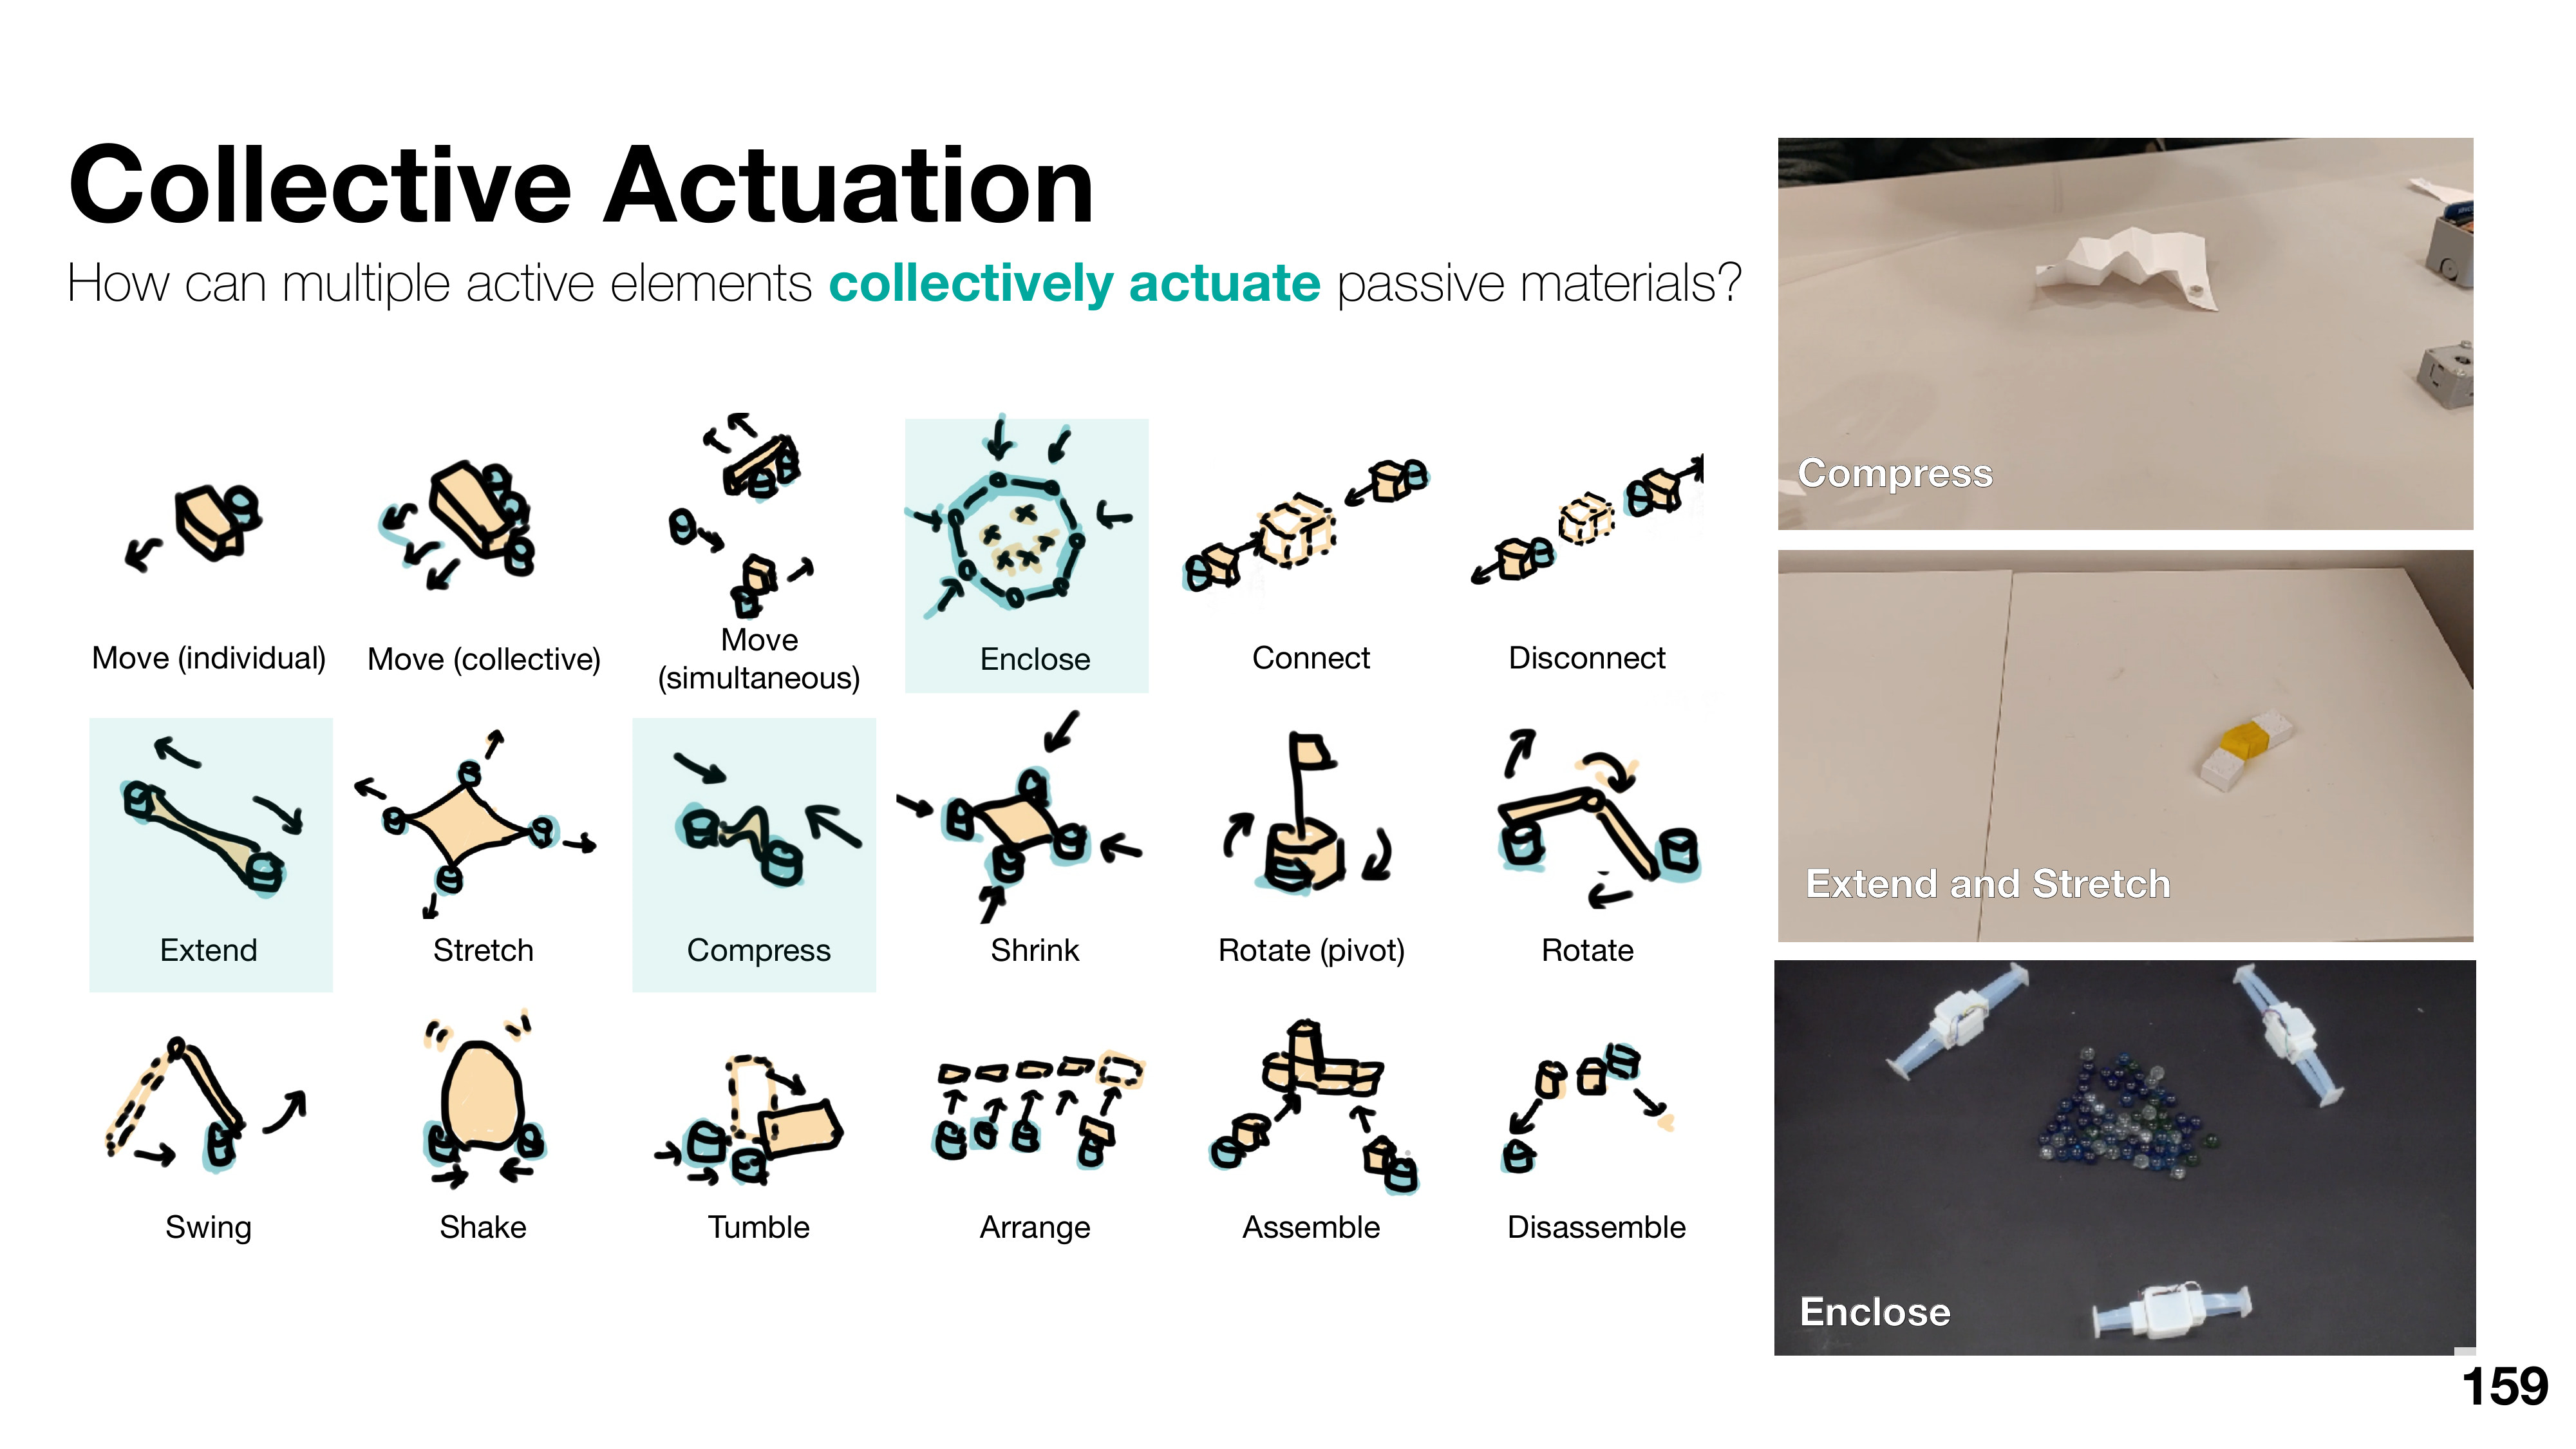 Collective Actuation
How can multiple active elements collectively actuate passive materials?
Move (individual)
Move (collective)
Move
(simultaneous)
Enclose
Connect
Disconnect
Extend
Stretch
Compress
Shrink
Rotate (pivot)
Rotate
Swing
Shake
Tumble
Arrange
Assemble
Disassemble
Compress
Extend and Stretch
Enclose
159